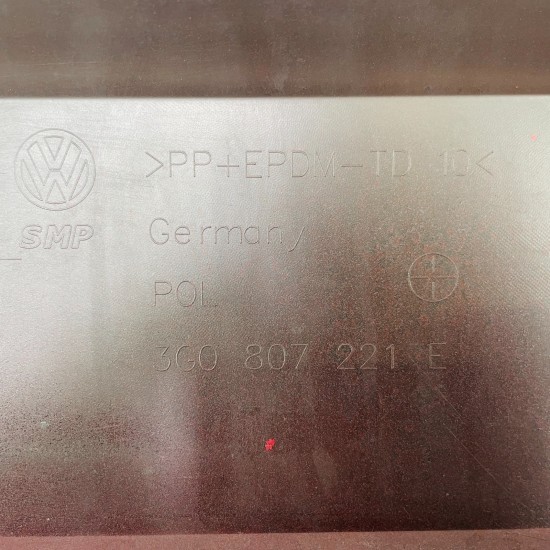 >PP+EPDM-TD 10<
SMP
Germany
POL
3G0 807 221 E